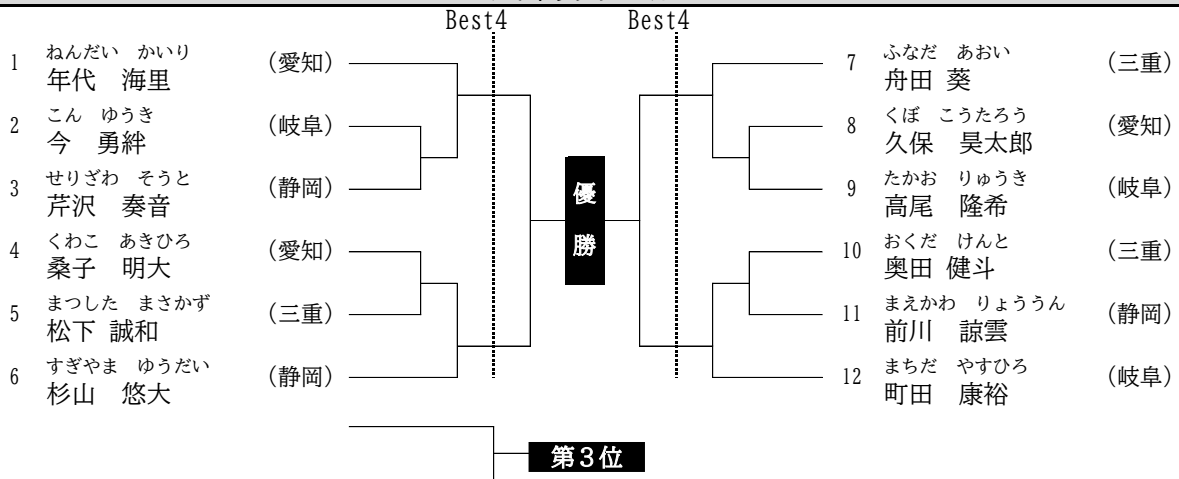 Best4 Best4
ねんだい かいり
1 年代 海里 (愛知)
こん ゆうき
2 今 勇絆 (岐阜)
せりざわ そうと
3 芹沢 奏音 (静岡)
くわこ あきひろ
4 桑子 明大 (愛知)
まつした まさかず
5 松下 誠和 (三重)
すぎやま ゆうだい
6 杉山 悠大 (静岡)
優勝
ふなだ あおい
7 舟田 葵 (三重)
くぼ こうたろう
8 久保 昊太郎 (愛知)
たかお りゅうき
9 高尾 隆希 (岐阜)
おくだ けんと
10 奥田 健斗 (三重)
まえかわ りょううん
11 前川 諒雲 (静岡)
まちだ やすひろ
12 町田 康裕 (岐阜)
第3位